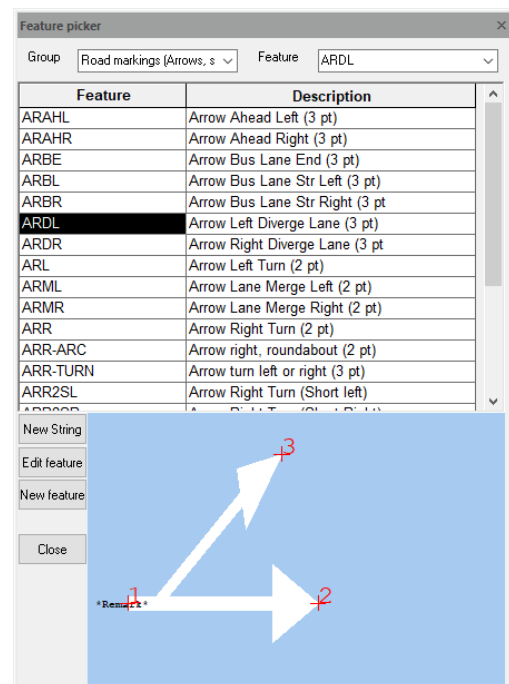 Feature picker
Group Road markings (Arrows, s Feature ARDL
Feature Description
ARAHL Arrow Ahead Left (3 pt)
ARAHR Arrow Ahead Right (3 pt)
ARBE Arrow Bus Lane End (3 pt)
ARBL Arrow Bus Lane Str Left (3 pt)
ARBR Arrow Bus Lane Str Right (3 pt
ARDL Arrow Left Diverge Lane (3 pt)
ARDR Arrow Right Diverge Lane (3 pt
ARL Arrow Left Turn (2 pt)
ARML Arrow Lane Merge Left (2 pt)
ARMR Arrow Lane Merge Right (2 pt)
ARR Arrow Right Turn (2 pt)
ARR-ARC Arrow right, roundabout (2 pt)
ARR-TURN Arrow turn left or right (3 pt)
ARR2SL Arrow Right Turn (Short left)
New String
Edit feature
New feature
Close
3
*Remark*
1
2